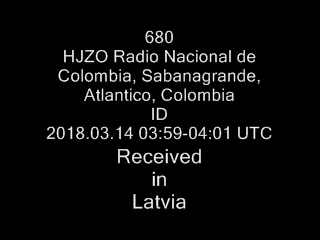 680
HJZO Radio Nacional de
Colombia, Sabanagrande,
Atlantico, Colombia
ID
2018.03.14 03:59-04:01 UTC
Received
in
Latvia